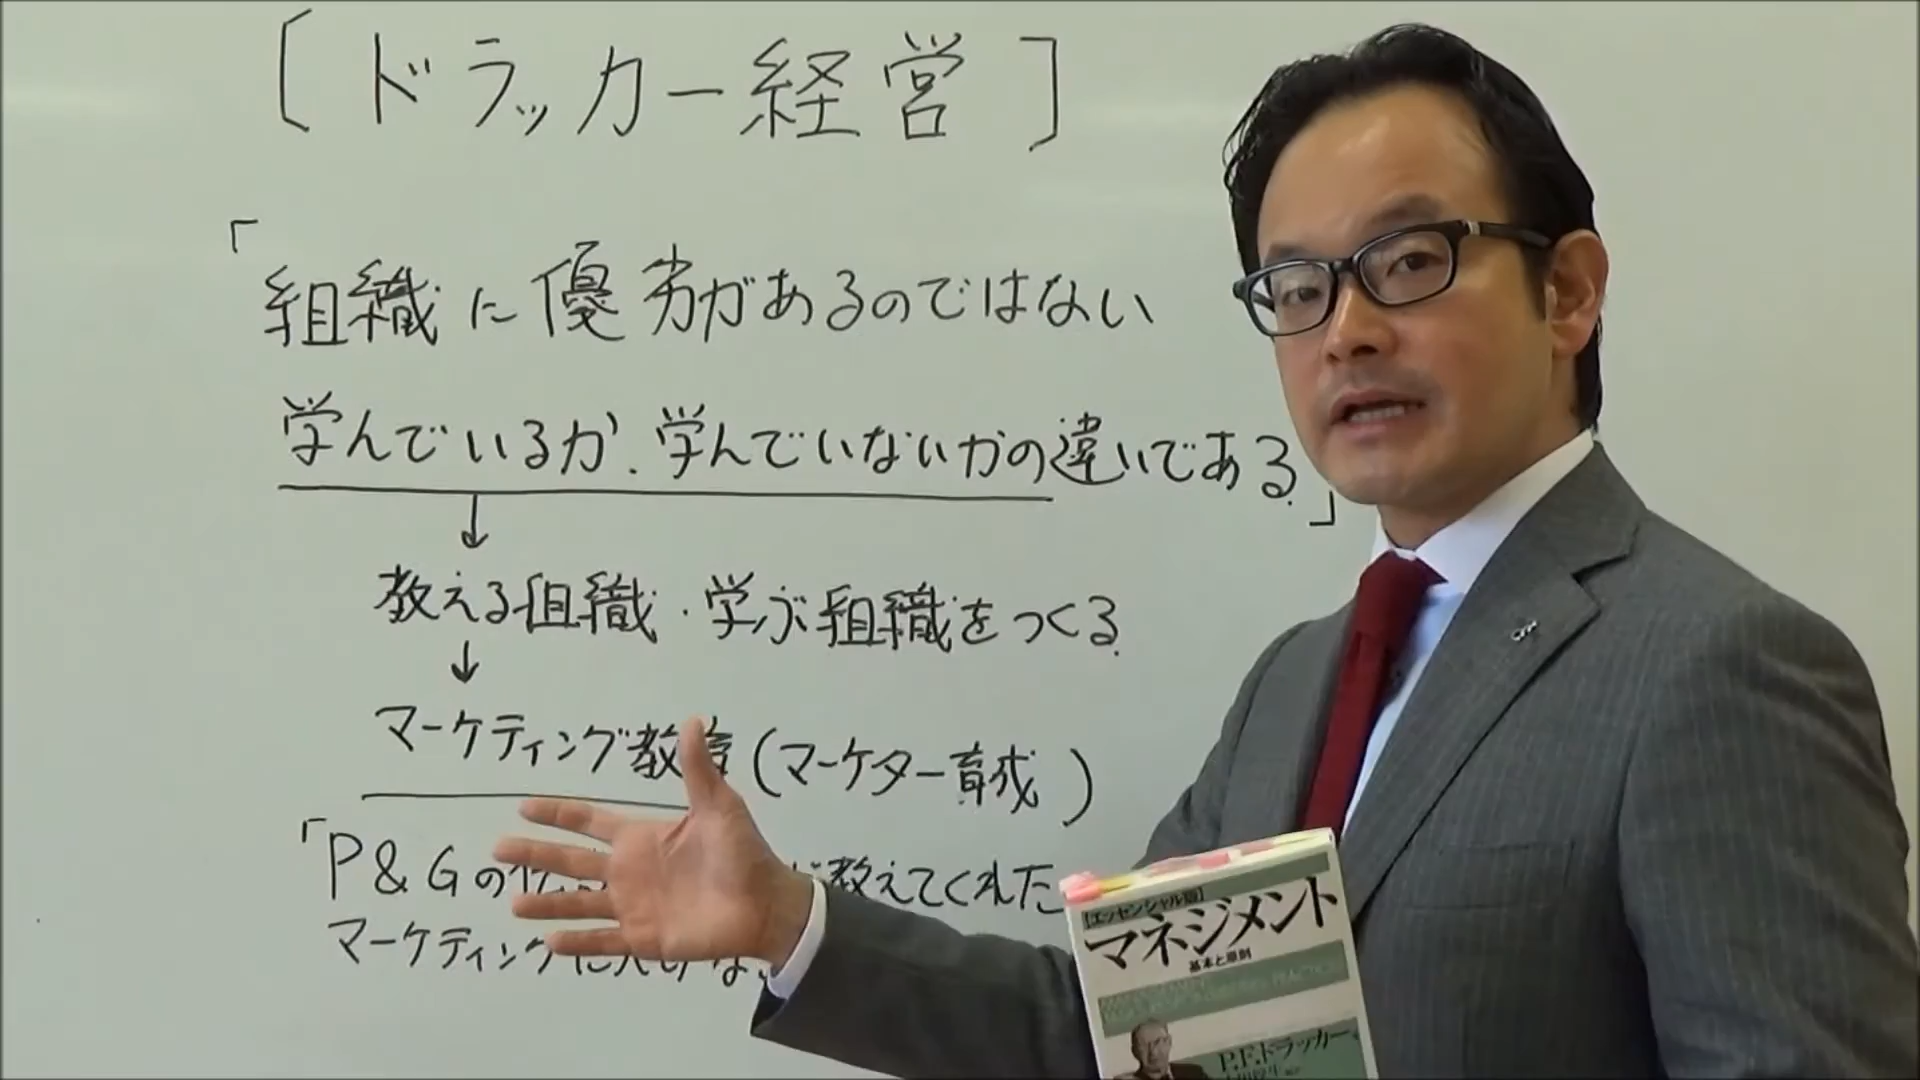 〔ドラッカー経営〕
「組織に優劣があるのではない
学んでいるか、学んでいないかの違いである。」
↓
教える組織・学ぶ組織をつくる。
↓
マーケティング教育(マーケター育成)
「P&Gの 教えてくれた
マーケティング
[エッセンシャル版]
マネジメント
基本と原則
P.F.ドラッカー